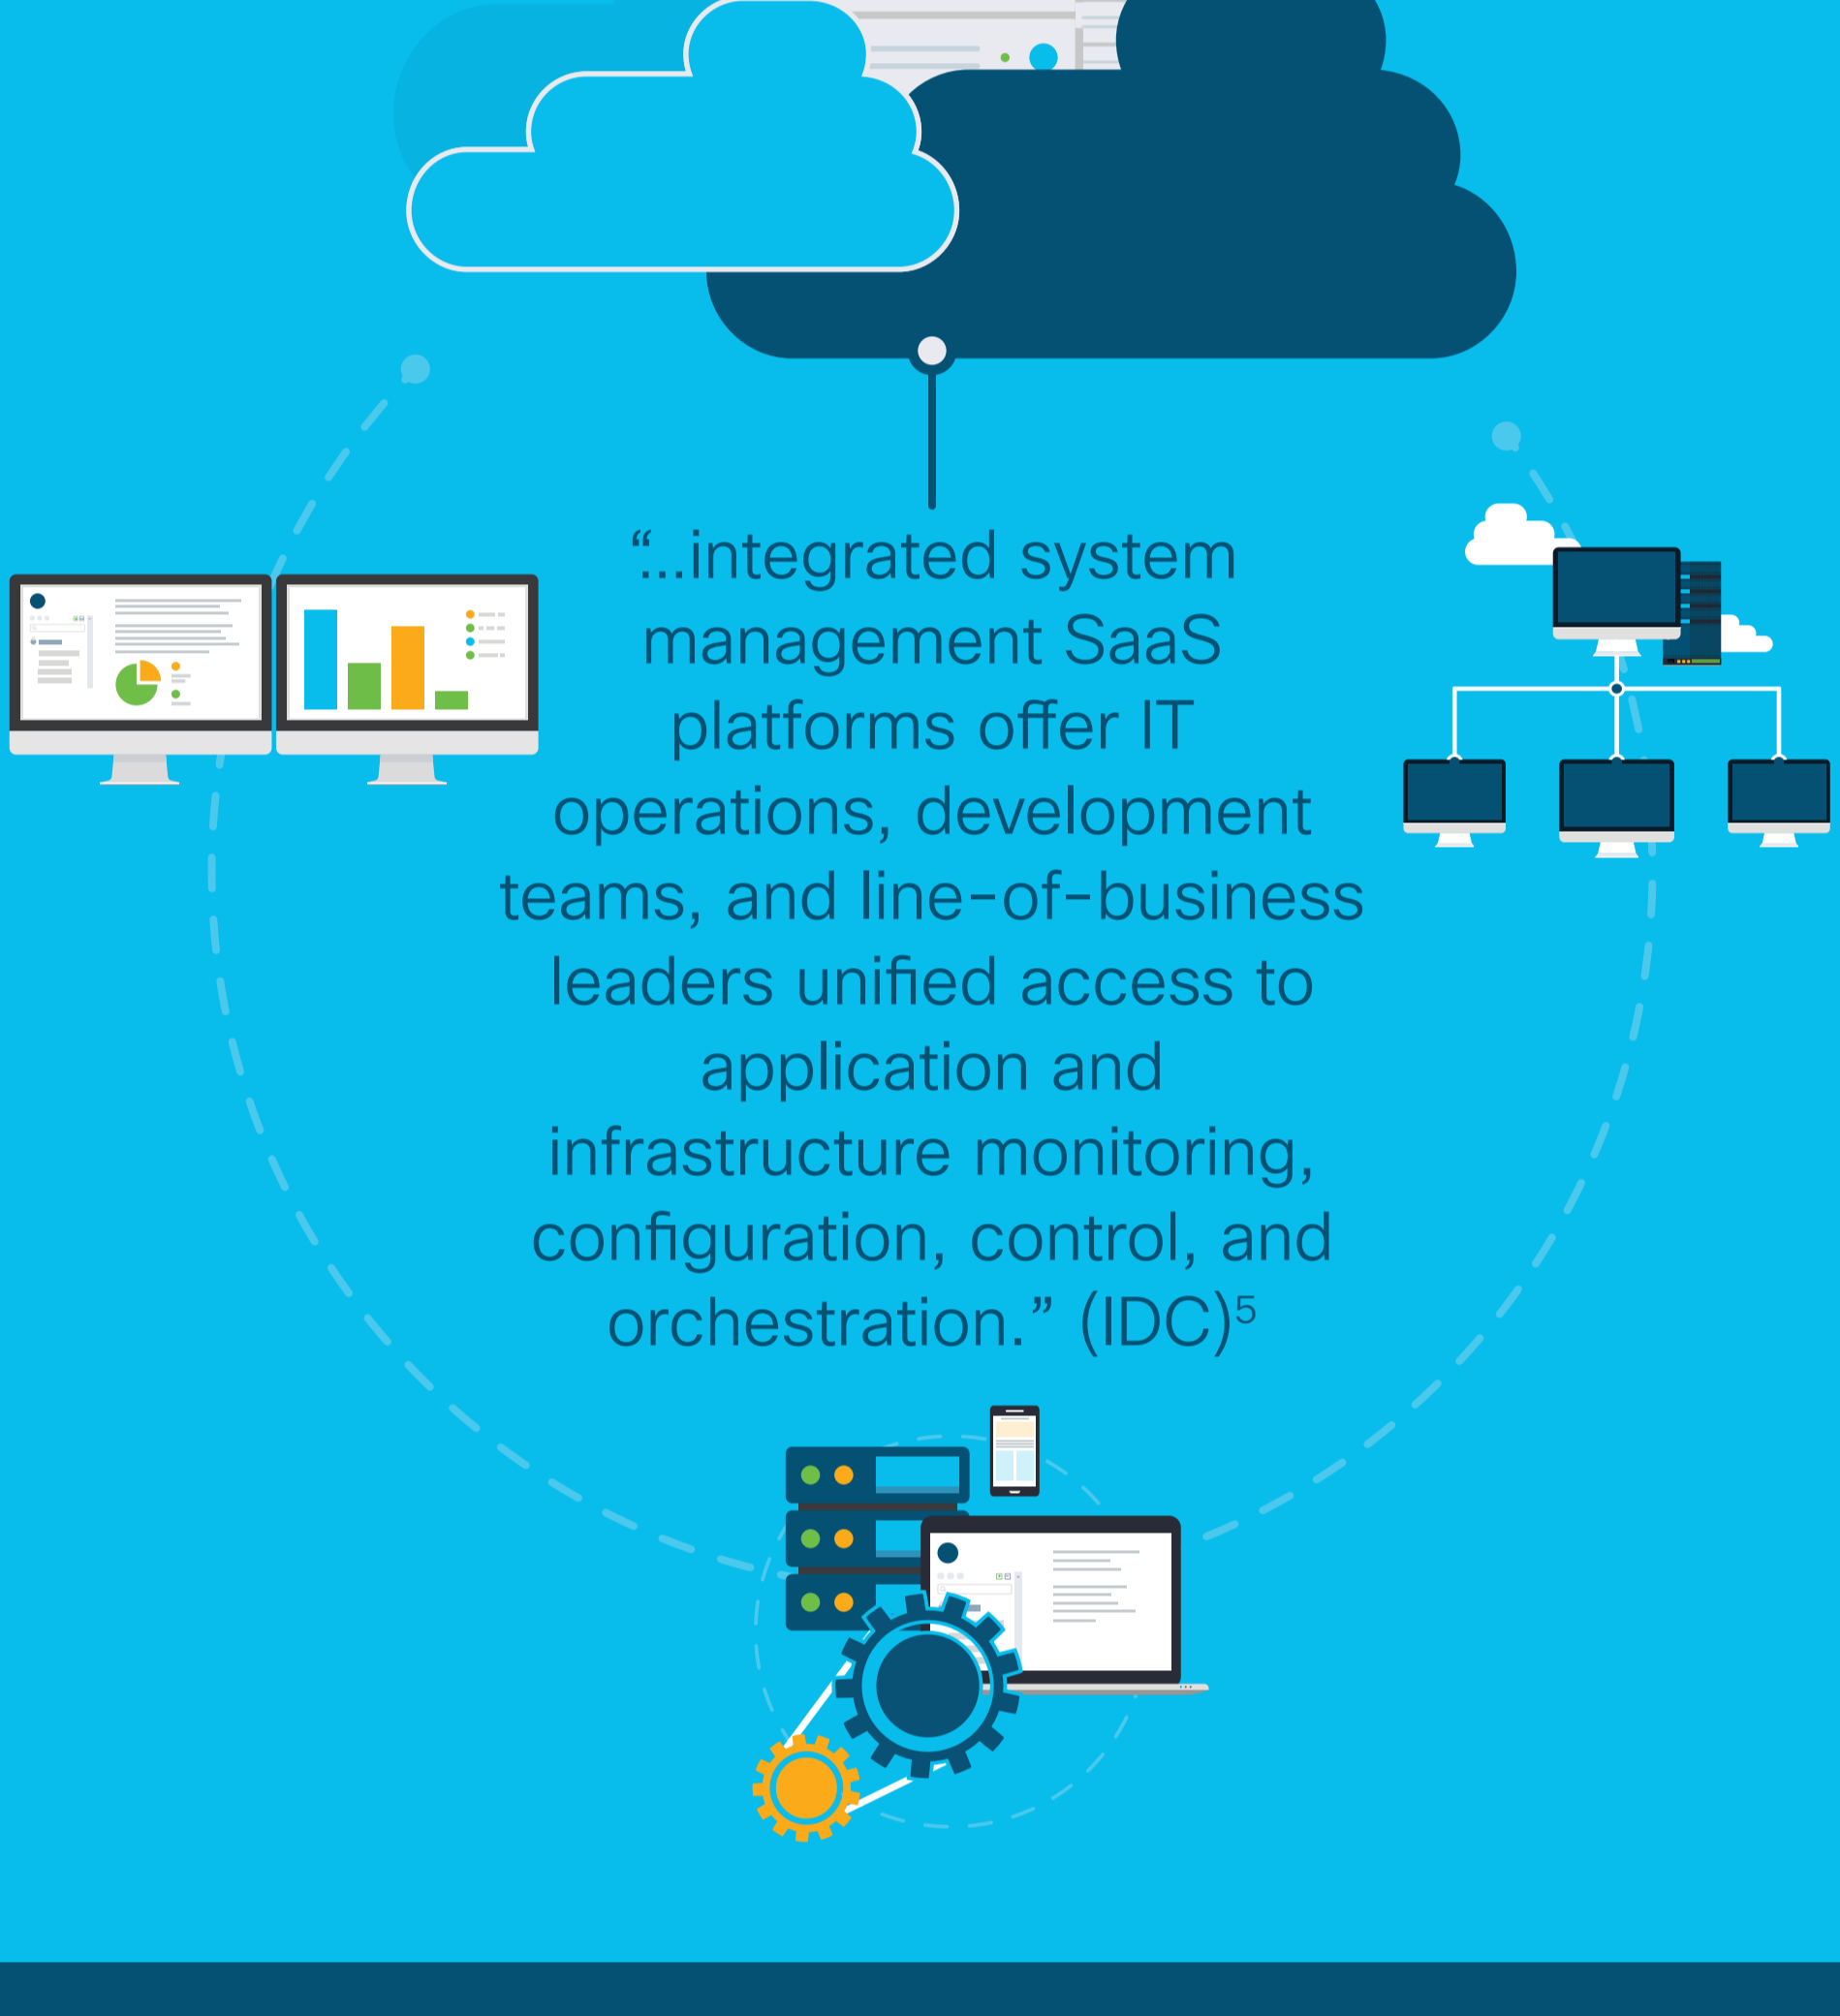 “...integrated system
management SaaS
platforms offer IT
operations, development
teams, and line-of-business
leaders unified access to
application and
infrastructure monitoring,
configuration, control, and
orchestration.” (IDC)⁵